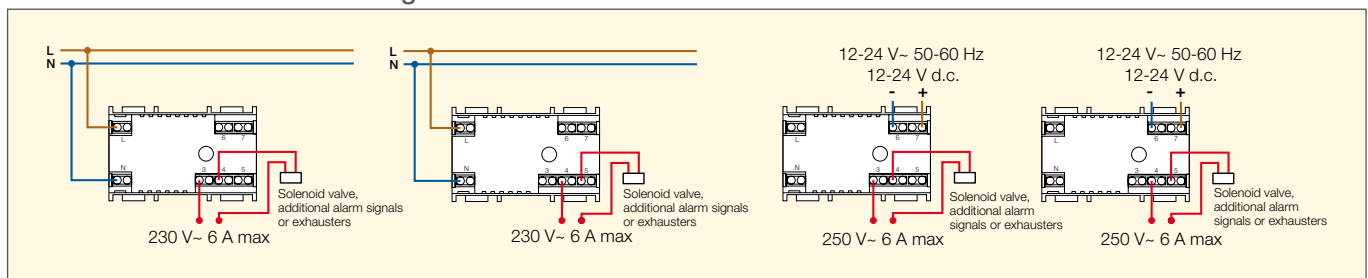 L
N
L
N
3 4 5
6 7
Solenoid valve,
additional alarm signals
or exhausters
230 V~ 6 A max
L
N
L
N
3 4 5
6 7
Solenoid valve,
additional alarm signals
or exhausters
230 V~ 6 A max
12-24 V~ 50-60 Hz
12-24 V d.c.
- +
L
N
6 7
3 4 5
Solenoid valve,
additional alarm
signals or exhausters
250 V~ 6 A max
12-24 V~ 50-60 Hz
12-24 V d.c.
- +
L
N
6 7
3 4 5
Solenoid valve,
additional alarm
signals or exhausters
250 V~ 6 A max